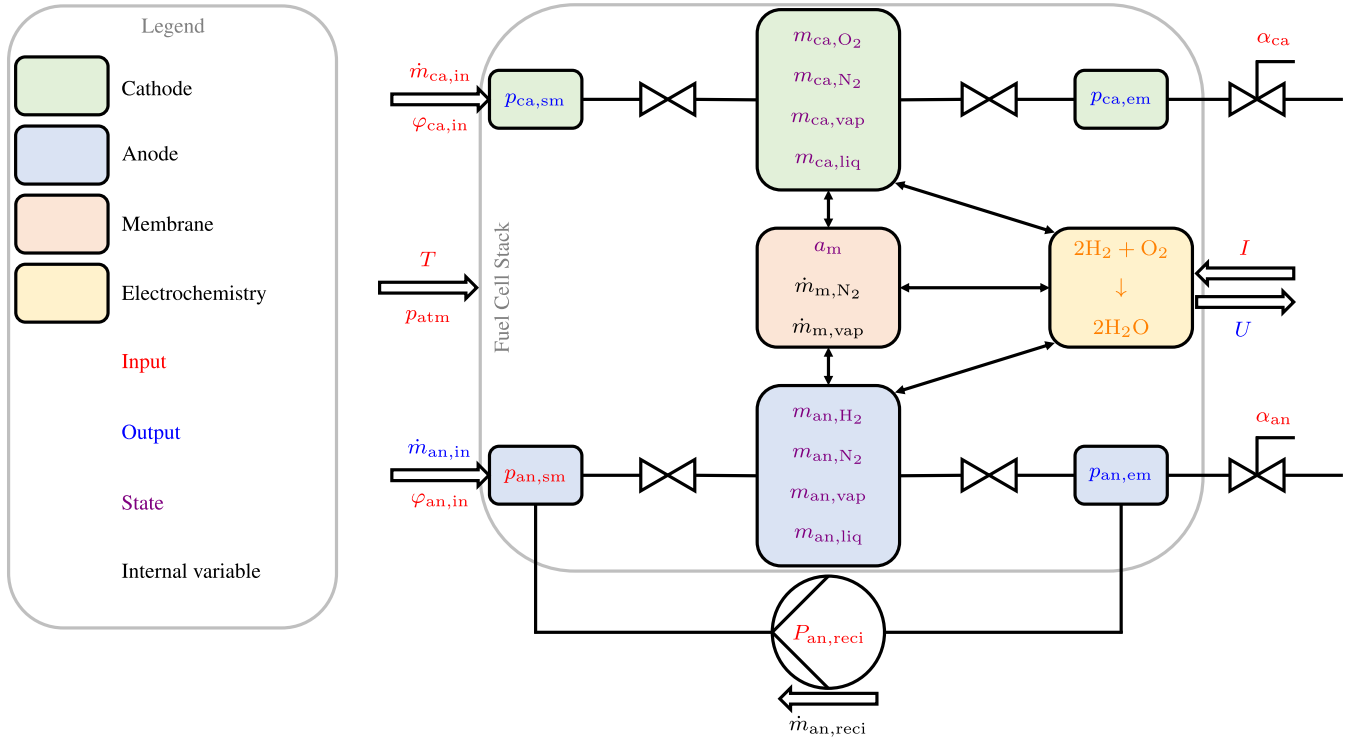 Legend
Cathode
Anode
Membrane
Electrochemistry
Input
Output
State
Internal variable
ṁ_ca,in
φ_ca,in
p_ca,sm
m_ca,O₂
m_ca,N₂
m_ca,vap
m_ca,liq
p_ca,em
α_ca
T
p_atm
Fuel Cell Stack
a_m
ṁ_m,N₂
ṁ_m,vap
2H₂ + O₂
↓
2H₂O
I
U
ṁ_an,in
φ_an,in
p_an,sm
m_an,H₂
m_an,N₂
m_an,vap
m_an,liq
p_an,em
α_an
P_an,reci
ṁ_an,reci